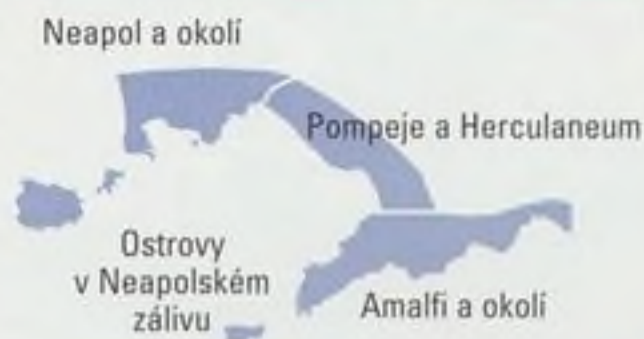 Neapol a okolí
Pompeje a Herculaneum
Ostrovy
v Neapolském
zálivu
Amalfi a okolí